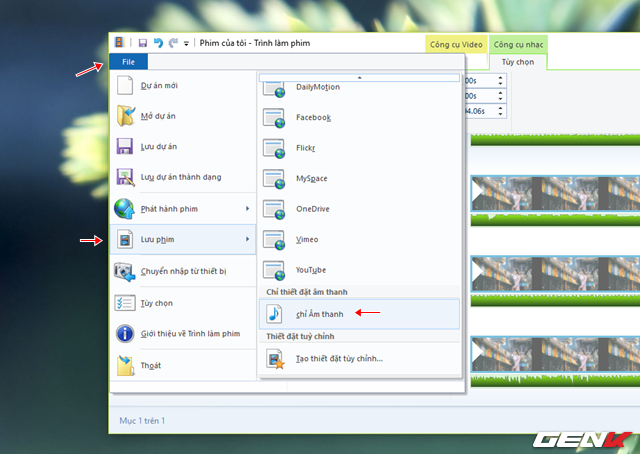 Phim của tôi - Trình làm phim
Công cụ Video
Công cụ nhạc
File
Tùy chọn
Dự án mới
Mở dự án
Lưu dự án
Lưu dự án thành dạng
Phát hành phim
Lưu phim
Chuyển nhập từ thiết bị
Tùy chọn
Giới thiệu về Trình làm phim
Thoát
DailyMotion
Facebook
Flickr
MySpace
OneDrive
Vimeo
YouTube
Chỉ thiết đặt âm thanh
chỉ Âm thanh
Thiết đặt tuỳ chỉnh
Tạo thiết đặt tùy chỉnh...
00s
00s
04.06s
Mục 1 trên 1
GENK